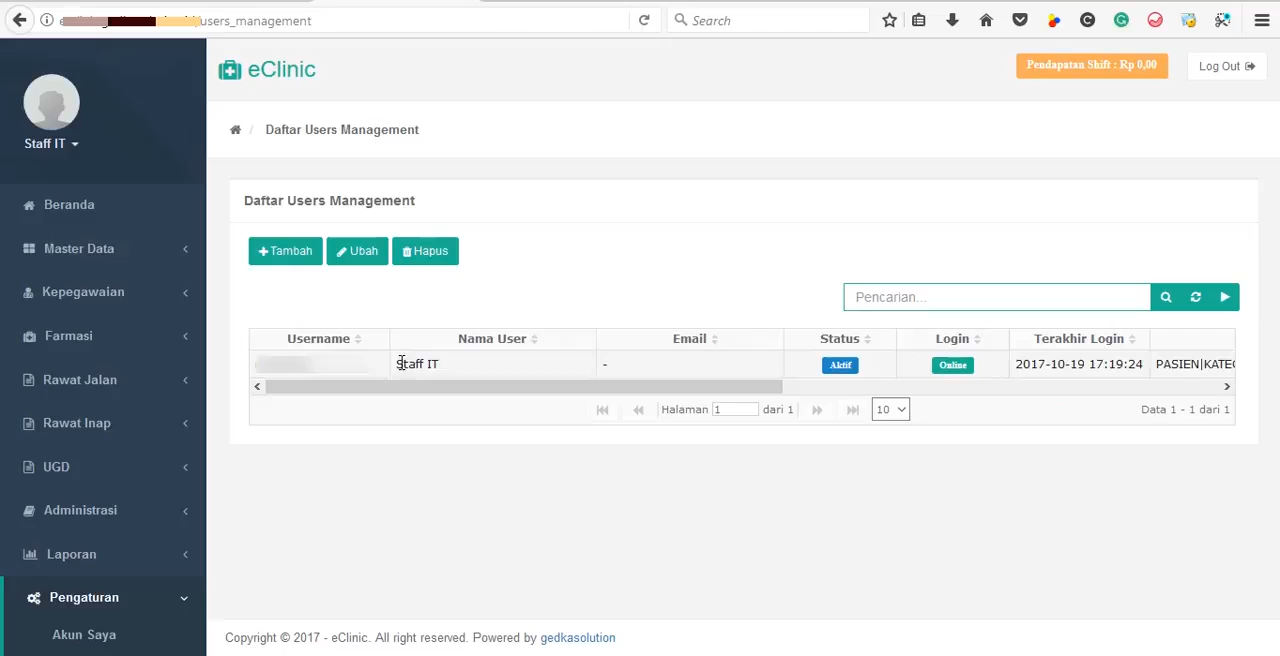 /users_management
Search
eClinic
Pendapatan Shift : Rp 0,00
Log Out
Staff IT
Daftar Users Management
Beranda
Master Data
Kepegawaian
Farmasi
Rawat Jalan
Rawat Inap
UGD
Administrasi
Laporan
Pengaturan
Akun Saya
Daftar Users Management
Tambah Ubah Hapus
Pencarian...
Username Nama User Email Status Login Terakhir Login
Staff IT - Aktif Online 2017-10-19 17:19:24 PASIEN|KATE
Halaman 1 dari 1 10 Data 1 - 1 dari 1
Copyright © 2017 - eClinic. All right reserved. Powered by gedkasolution